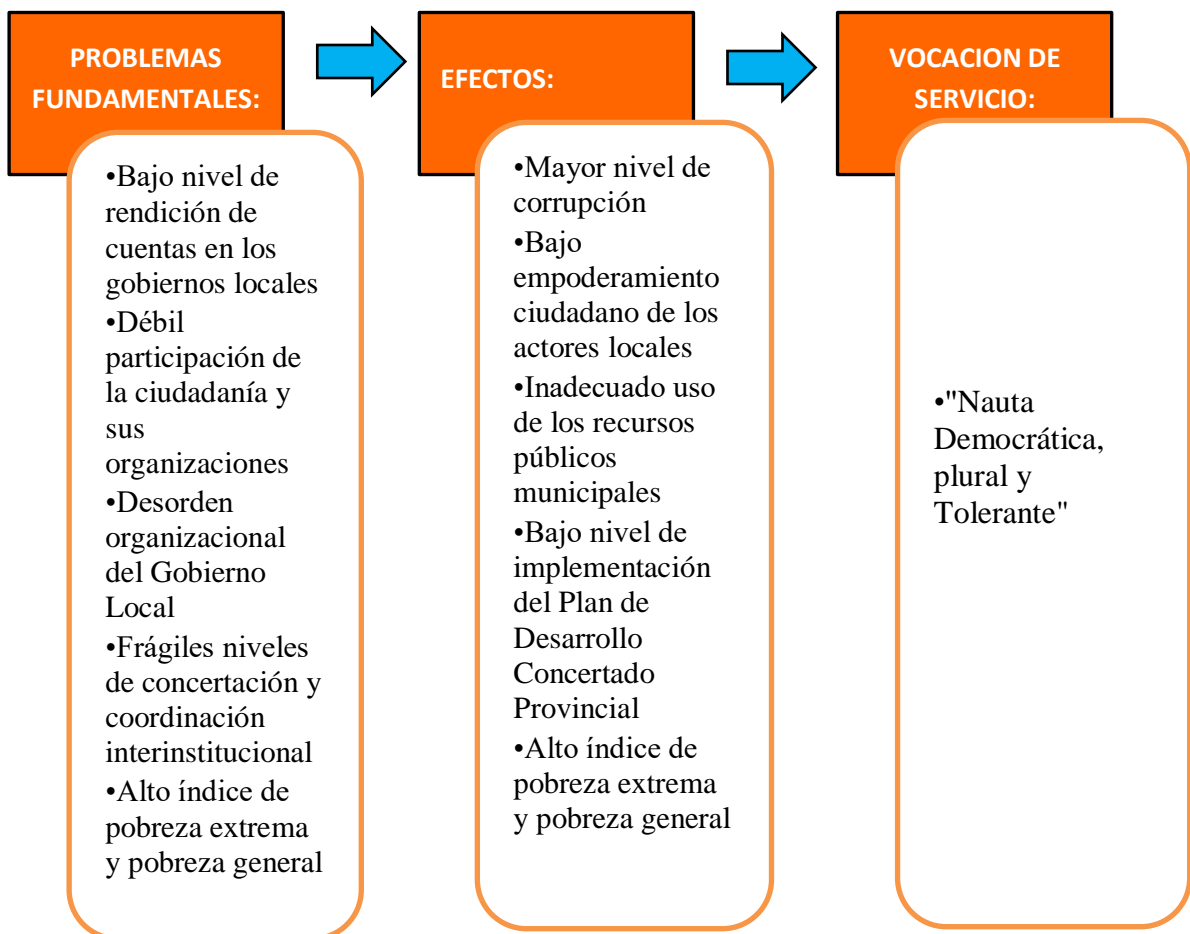 PROBLEMAS
FUNDAMENTALES:
•Bajo nivel de
rendición de
cuentas en los
gobiernos locales
•Débil
participación de
la ciudadanía y
sus
organizaciones
•Desorden
organizacional
del Gobierno
Local
•Frágiles niveles
de concertación y
coordinación
interinstitucional
•Alto índice de
pobreza extrema
y pobreza general
EFECTOS:
•Mayor nivel de
corrupción
•Bajo
empoderamiento
ciudadano de los
actores locales
•Inadecuado uso
de los recursos
públicos
municipales
•Bajo nivel de
implementación
del Plan de
Desarrollo
Concertado
Provincial
•Alto índice de
pobreza extrema
y pobreza general
VOCACION DE
SERVICIO:
•"Nauta
Democrática,
plural y
Tolerante"